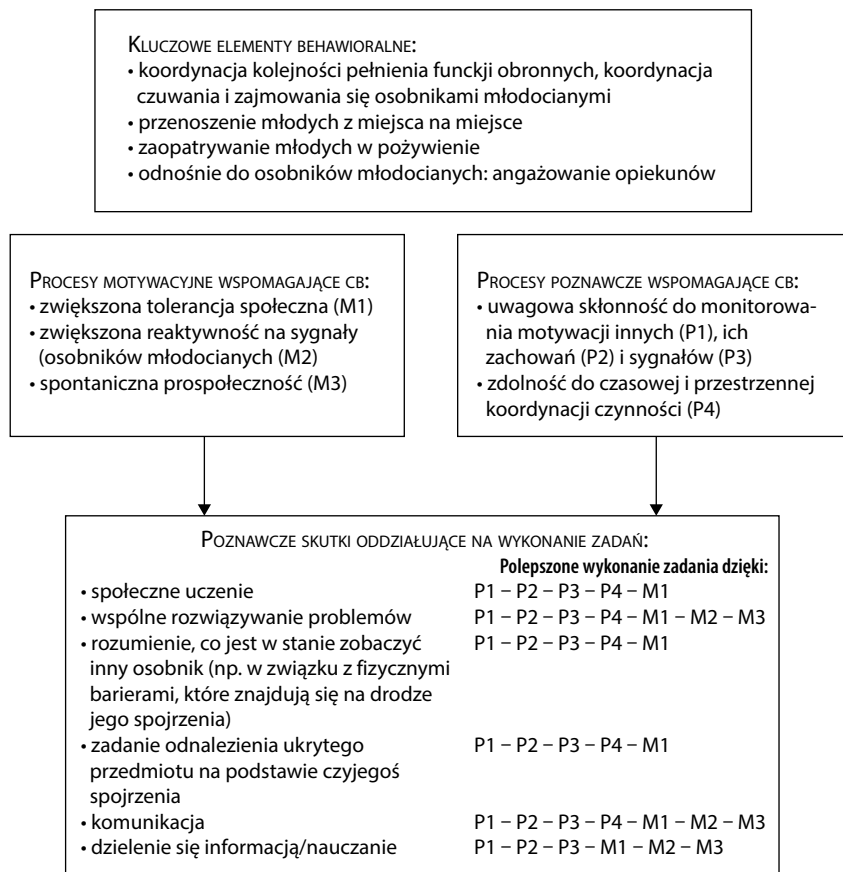 KLUCZOWE ELEMENTY BEHAWIORALNE:
• koordynacja kolejności pełnienia funckji obronnych, koordynacja
czuwania i zajmowania się osobnikami młodocianymi
• przenoszenie młodych z miejsca na miejsce
• zaopatrywanie młodych w pożywienie
• odnośnie do osobników młodocianych: angażowanie opiekunów
PROCESY MOTYWACYJNE WSPOMAGAJĄCE CB:
• zwiększona tolerancja społeczna (M1)
• zwiększona reaktywność na sygnały
(osobników młodocianych (M2)
• spontaniczna prospołeczność (M3)
PROCESY POZNAWCZE WSPOMAGAJĄCE CB:
• uwagowa skłonność do monitorowa-
nia motywacji innych (P1), ich
zachowań (P2) i sygnałów (P3)
• zdolność do czasowej i przestrzennej
koordynacji czynności (P4)
POZNAWCZE SKUTKI ODDZIAŁUJĄCE NA WYKONANIE ZADAŃ:
Polepszone wykonanie zadania dzięki:
• społeczne uczenie P1 – P2 – P3 – P4 – M1
• wspólne rozwiązywanie problemów P1 – P2 – P3 – P4 – M1 – M2 – M3
• rozumienie, co jest w stanie zobaczyć P1 – P2 – P3 – P4 – M1
inny osobnik (np. w związku z fizycznymi
barierami, które znajdują się na drodze
jego spojrzenia)
• zadanie odnalezienia ukrytego P1 – P2 – P3 – P4 – M1
przedmiotu na podstawie czyjegoś
spojrzenia
• komunikacja P1 – P2 – P3 – P4 – M1 – M2 – M3
• dzielenie się informacją/nauczanie P1 – P2 – P3 – M1 – M2 – M3